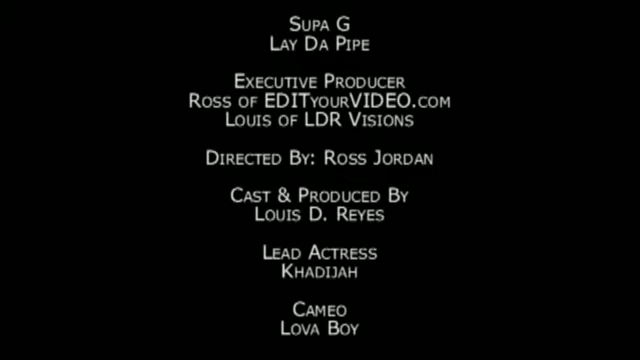 Supa G
Lay Da Pipe
Executive Producer
Ross of EDITyourVIDEO.com
Louis of LDR Visions
Directed By: Ross Jordan
Cast & Produced By
Louis D. Reyes
Lead Actress
Khadijah
Cameo
Lova Boy